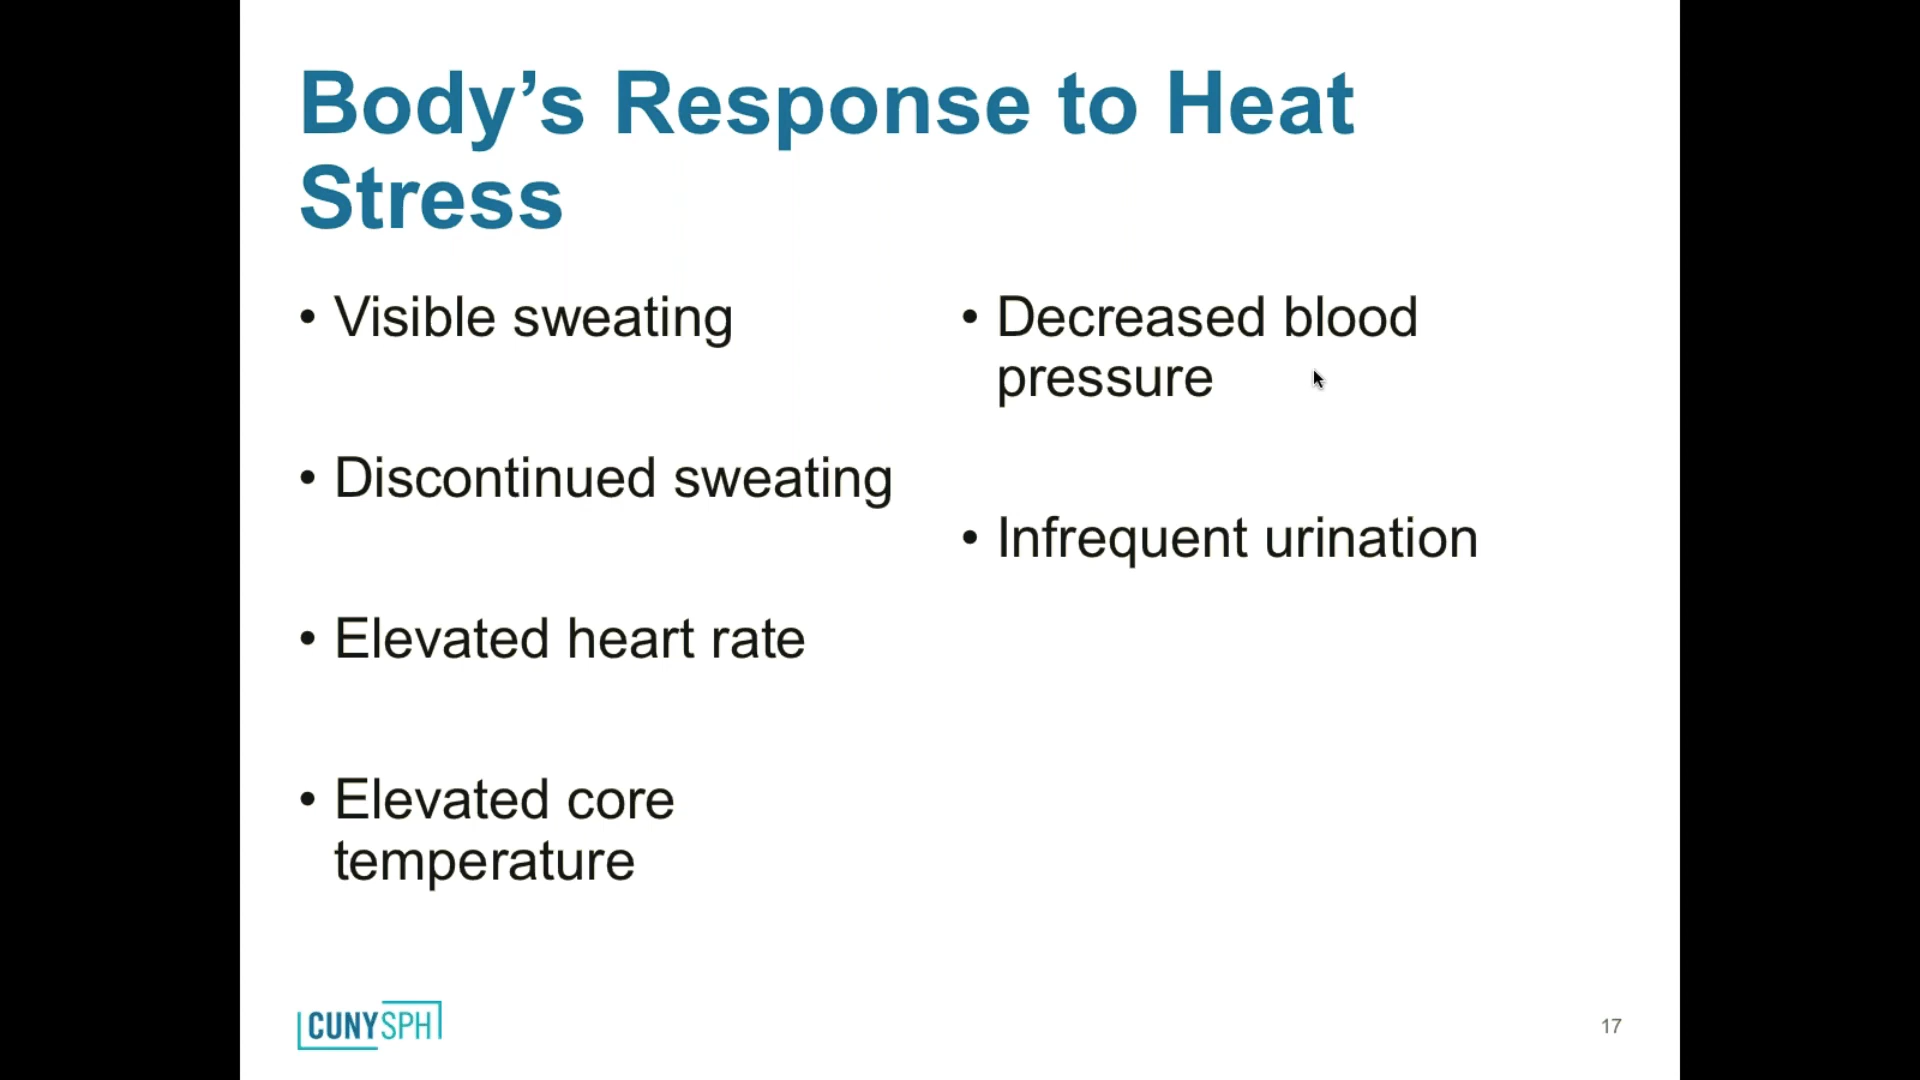 Body’s Response to Heat
Stress
• Visible sweating
• Discontinued sweating
• Elevated heart rate
• Elevated core
temperature
• Decreased blood
pressure
• Infrequent urination
CUNYSPH
17